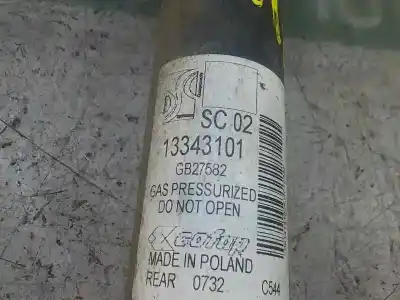 SC 02
13343101
GB27582
GAS PRESSURIZED
DO NOT OPEN
MADE IN POLAND
REAR 0732
C544